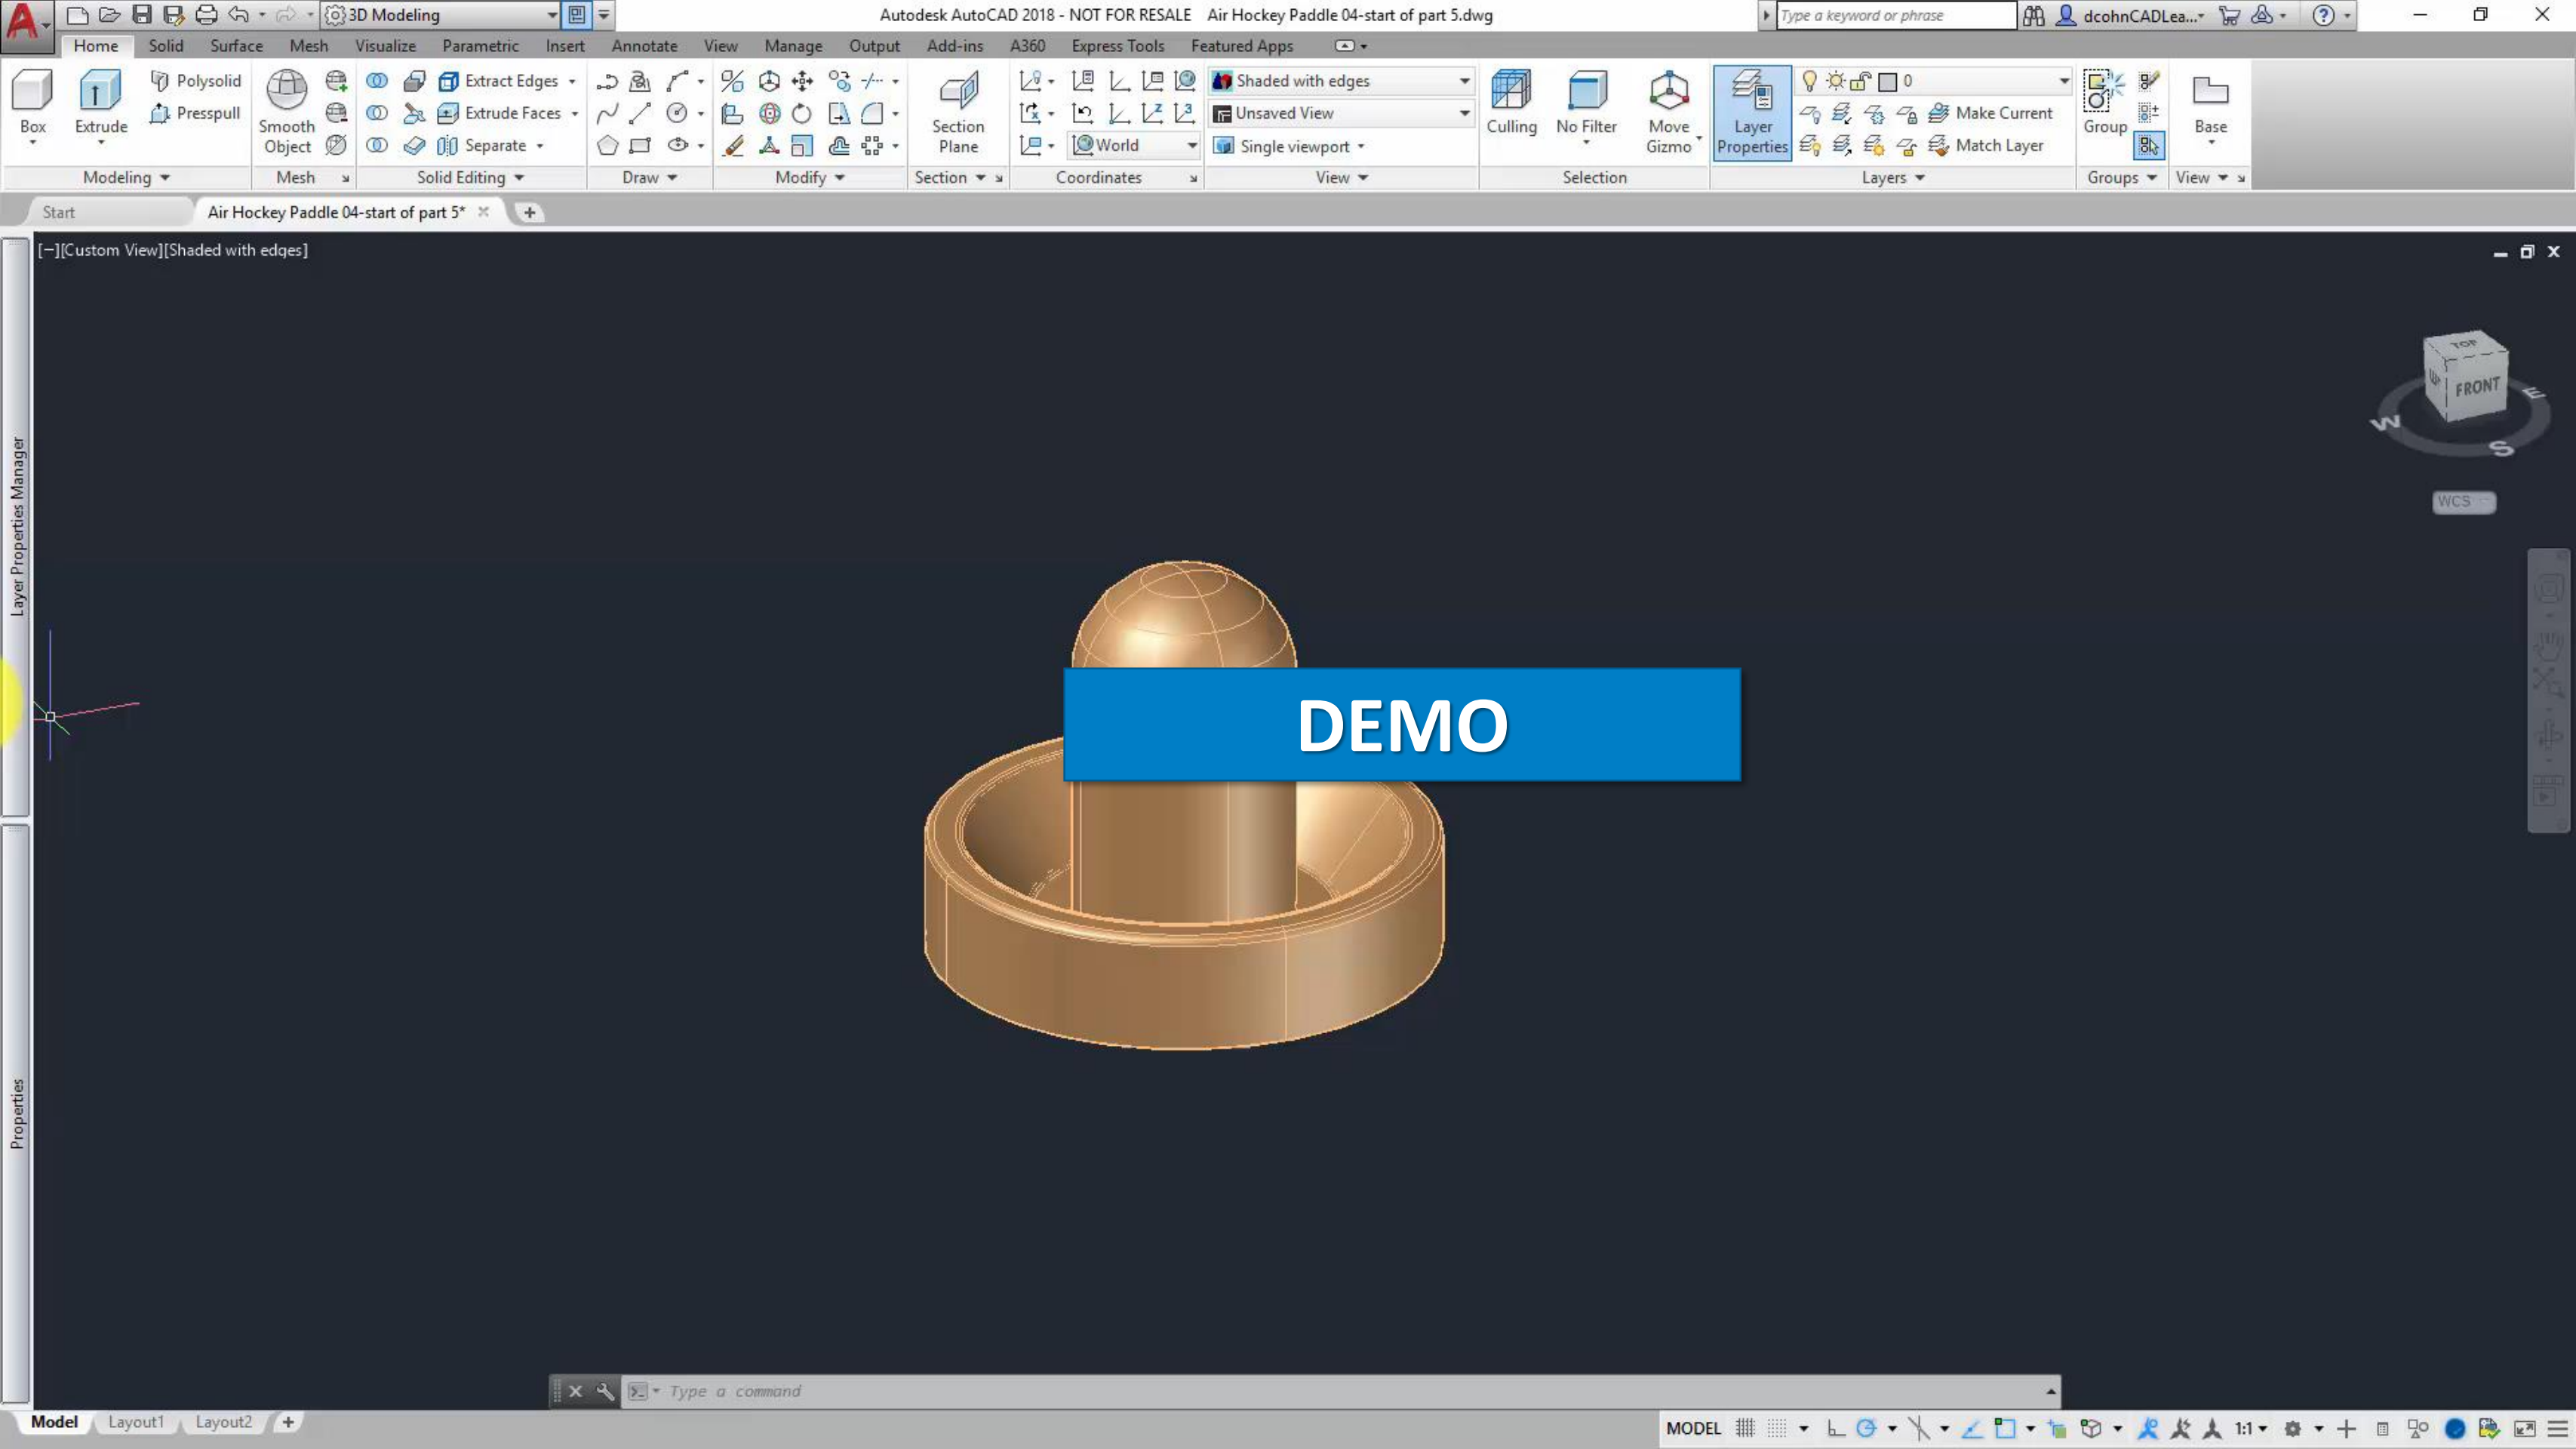 3D Modeling
Autodesk AutoCAD 2018 - NOT FOR RESALE Air Hockey Paddle 04-start of part 5.dwg
Type a keyword or phrase
dcohnCADLea...
Home Solid Surface Mesh Visualize Parametric Insert Annotate View Manage Output Add-ins A360 Express Tools Featured Apps
Polysolid Extract Edges Shaded with edges 0
Presspull Extrude Faces Unsaved View Make Current
Box Extrude Smooth Object Separate Section Plane World Single viewport Culling No Filter Move Gizmo Layer Properties Match Layer Group Base
Modeling Mesh Solid Editing Draw Modify Section Coordinates View Selection Layers Groups View
Start Air Hockey Paddle 04-start of part 5*
[−][Custom View][Shaded with edges]
TOP
FRONT
E
W
S
WCS
Layer Properties Manager
DEMO
Properties
Type a command
Model Layout1 Layout2 +
MODEL 1:1